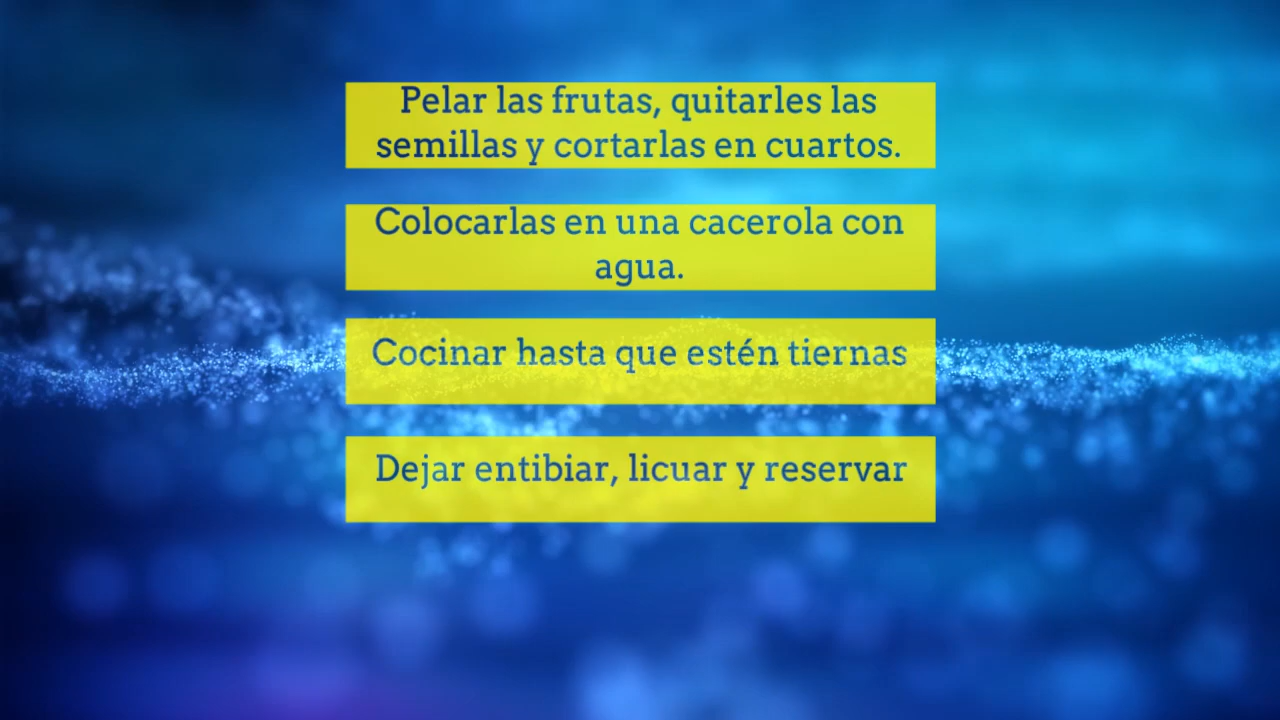 Pelar las frutas, quitarles las
semillas y cortarlas en cuartos.
Colocarlas en una cacerola con
agua.
Cocinar hasta que estén tiernas
Dejar entibiar, licuar y reservar